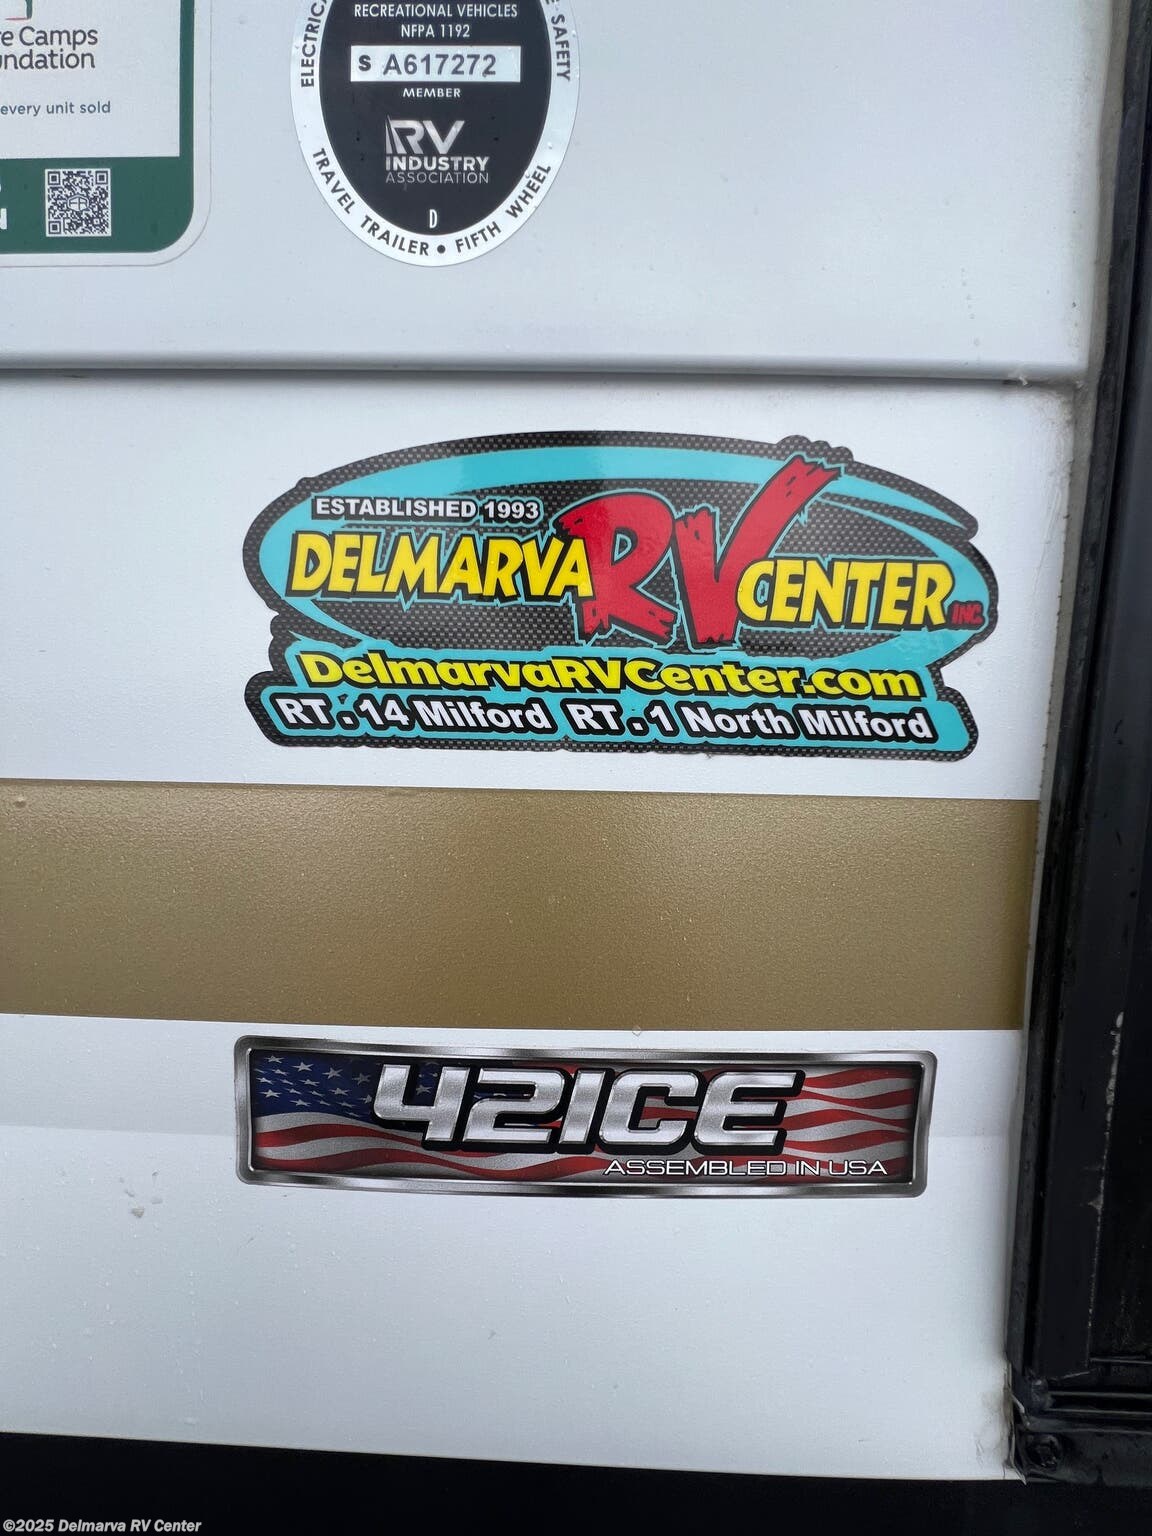 re Camps
undation
every unit sold
ELECTRIC
SAFETY
RECREATIONAL VEHICLES
NFPA 1192
S A617272
MEMBER
RV
INDUSTRY
ASSOCIATION
D
TRAVEL TRAILER • FIFTH WHEEL
ESTABLISHED 1993
DELMARVA RV CENTER INC.
DelmarvaRVCenter.com
RT . 14 Milford RT . 1 North Milford
421CE
ASSEMBLED IN USA
©2025 Delmarva RV Center